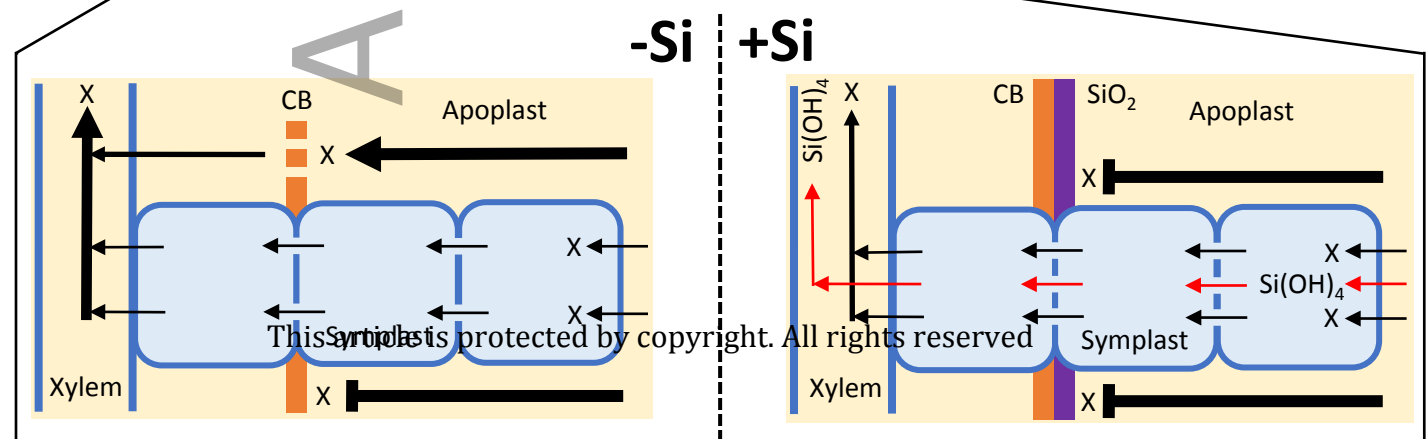 A
-Si +Si
X CB Apoplast
X
X
X
This article is protected by copyright. All rights reserved
Symplast
Xylem X
Si(OH)₄ X CB SiO₂ Apoplast
X
X
Si(OH)₄
X
Symplast
Xylem X